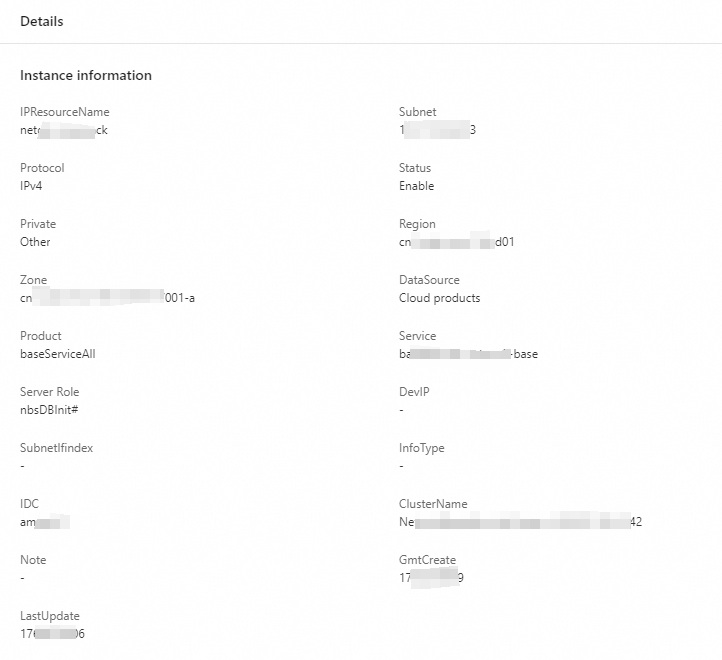 Details
Instance information
IPResourceName
Subnet
Protocol
IPv4
Status
Enable
Private
Other
Region
Zone
DataSource
Cloud products
Product
baseServiceAll
Service
Server Role
nbsDBInit#
DevIP
-
SubnetIfindex
-
InfoType
-
IDC
ClusterName
Note
-
GmtCreate
LastUpdate